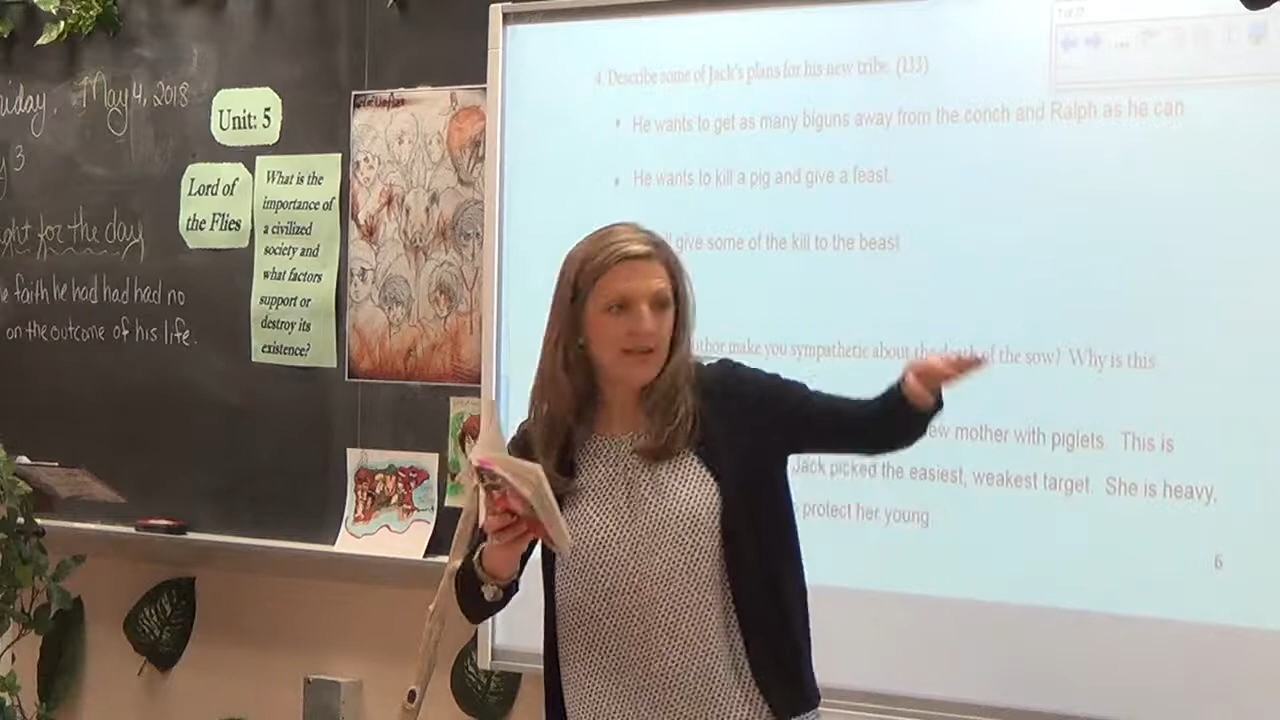 May 4, 2018
3
for the day
faith he had had had no
on the outcome of his life.
Unit: 5
Lord of
the Flies
What is the
importance of
a civilized
society and
what factors
support or
destroy its
existence?
4. Describe some of Jack's plans for his new tribe. (133)
He wants to get as many biguns away from the conch and Ralph as he can
He wants to kill a pig and give a feast.
give some of the kill to the beast
make you sympathetic about the death of the sow? Why is this
mother with piglets. This is
Jack picked the easiest, weakest target. She is heavy,
protect her young
6